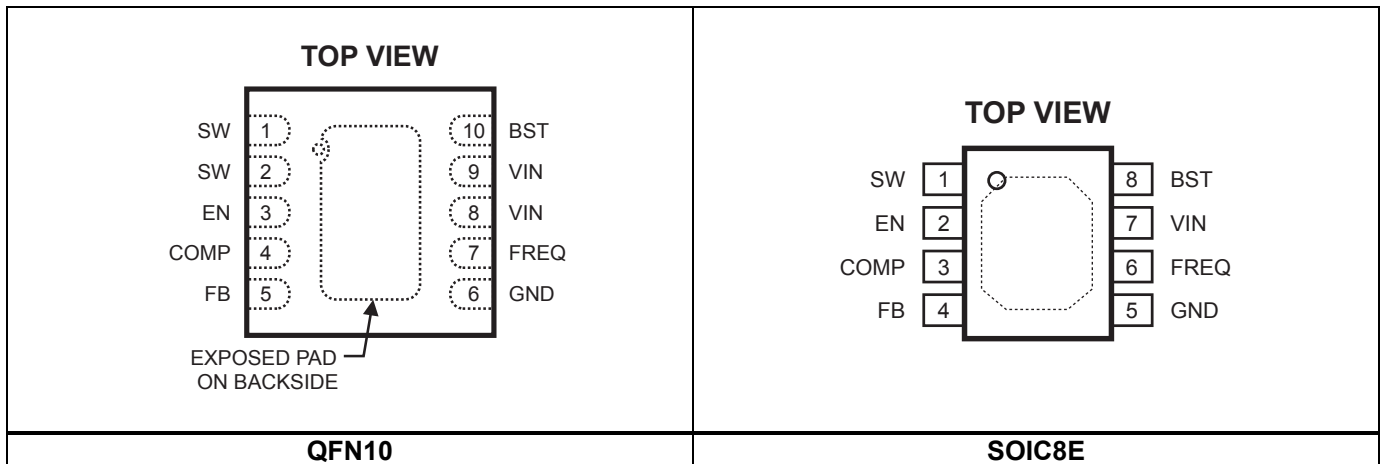 TOP VIEW
SW 1 10 BST
SW 2 9 VIN
EN 3 8 VIN
COMP 4 7 FREQ
FB 5 6 GND
EXPOSED PAD
ON BACKSIDE
QFN10
TOP VIEW
SW 1 8 BST
EN 2 7 VIN
COMP 3 6 FREQ
FB 4 5 GND
SOIC8E